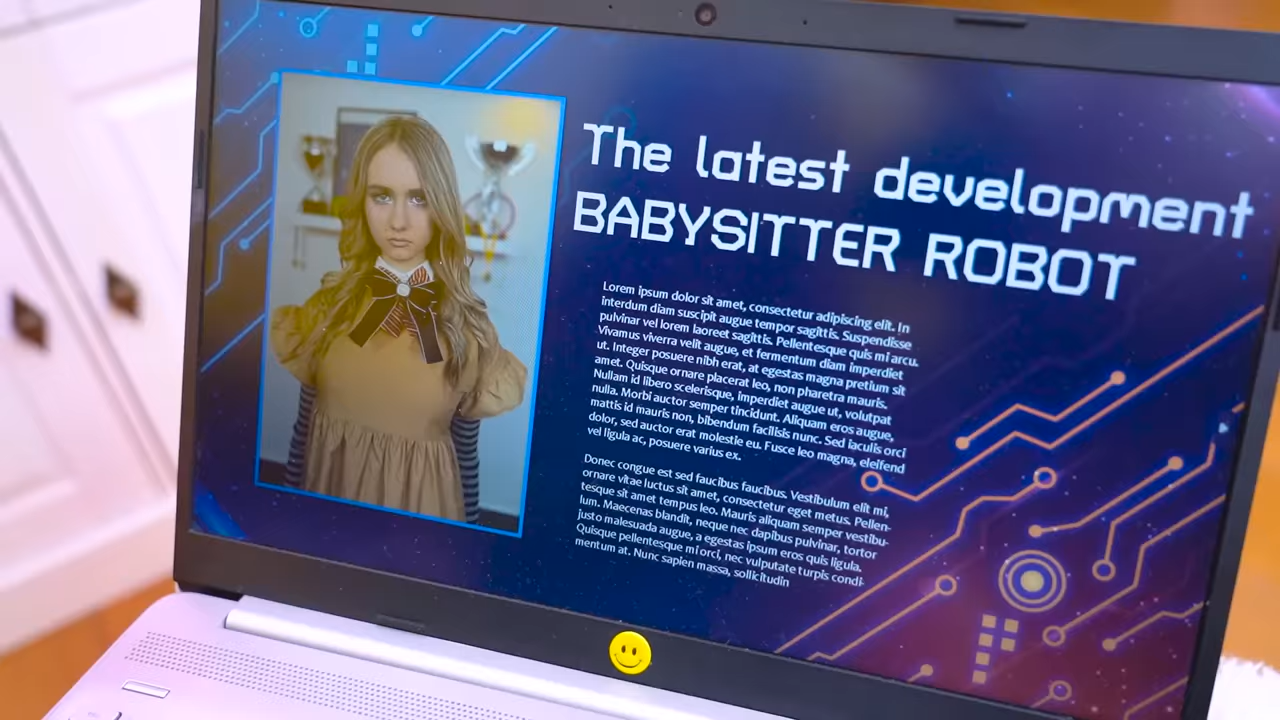 The latest development
BABYSITTER ROBOT
Lorem ipsum dolor sit amet, consectetur adipiscing elit. In
interdum diam suscipit augue tempor sagittis. Suspendisse
pulvinar vel lorem laoreet sagittis. Pellentesque quis mi arcu.
Vivamus viverra velit augue, et fermentum diam imperdiet
ut. Integer posuere nibh erat, at egestas magna pretium sit
amet. Quisque ornare placerat leo, non pharetra mauris.
Nullam id libero scelerisque, imperdiet augue ut, volutpat
nulla. Morbi auctor semper tincidunt. Aliquam eros augue,
mattis id mauris non, bibendum facilisis nunc. Sed iaculis orci
dolor, sed auctor erat molestie eu. Fusce leo magna, eleifend
vel ligula ac, posuere varius ex.
Donec congue est sed faucibus faucibus. Vestibulum elit mi,
ornare vitae luctus sit amet, consectetur eget metus. Pellen-
tesque sit amet tempus leo. Mauris aliquam semper vestibu-
lum. Maecenas blandit, neque nec dapibus pulvinar, tortor
justo malesuada augue, a egestas ipsum eros quis ligula.
Quisque pellentesque mi orci, nec vulputate turpis condi-
mentum at. Nunc sapien massa, sollicitudin